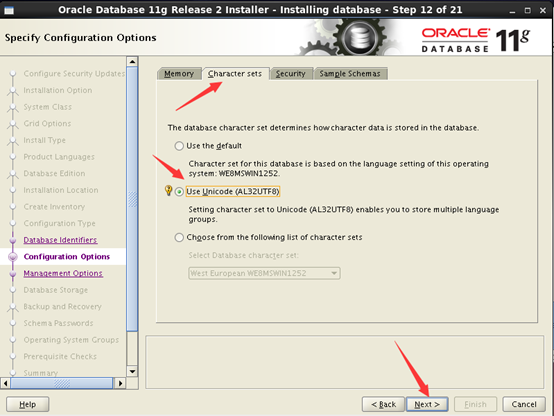 Oracle Database 11g Release 2 Installer - Installing database - Step 12 of 21
Specify Configuration Options
ORACLE
DATABASE 11g
Configure Security Updates
Installation Option
System Class
Grid Options
Install Type
Product Languages
Database Edition
Installation Location
Create Inventory
Configuration Type
Database Identifiers
Configuration Options
Management Options
Database Storage
Backup and Recovery
Schema Passwords
Operating System Groups
Prerequisite Checks
Summary
Memory Character sets Security Sample Schemas
The database character set determines how character data is stored in the database.
Use the default
Character set for this database is based on the language setting of this operating
system: WE8MSWIN1252.
Use Unicode (AL32UTF8)
Setting character set to Unicode (AL32UTF8) enables you to store multiple language
groups.
Choose from the following list of character sets
Select Database character set:
West European WE8MSWIN1252
Help < Back Next > Finish Cancel